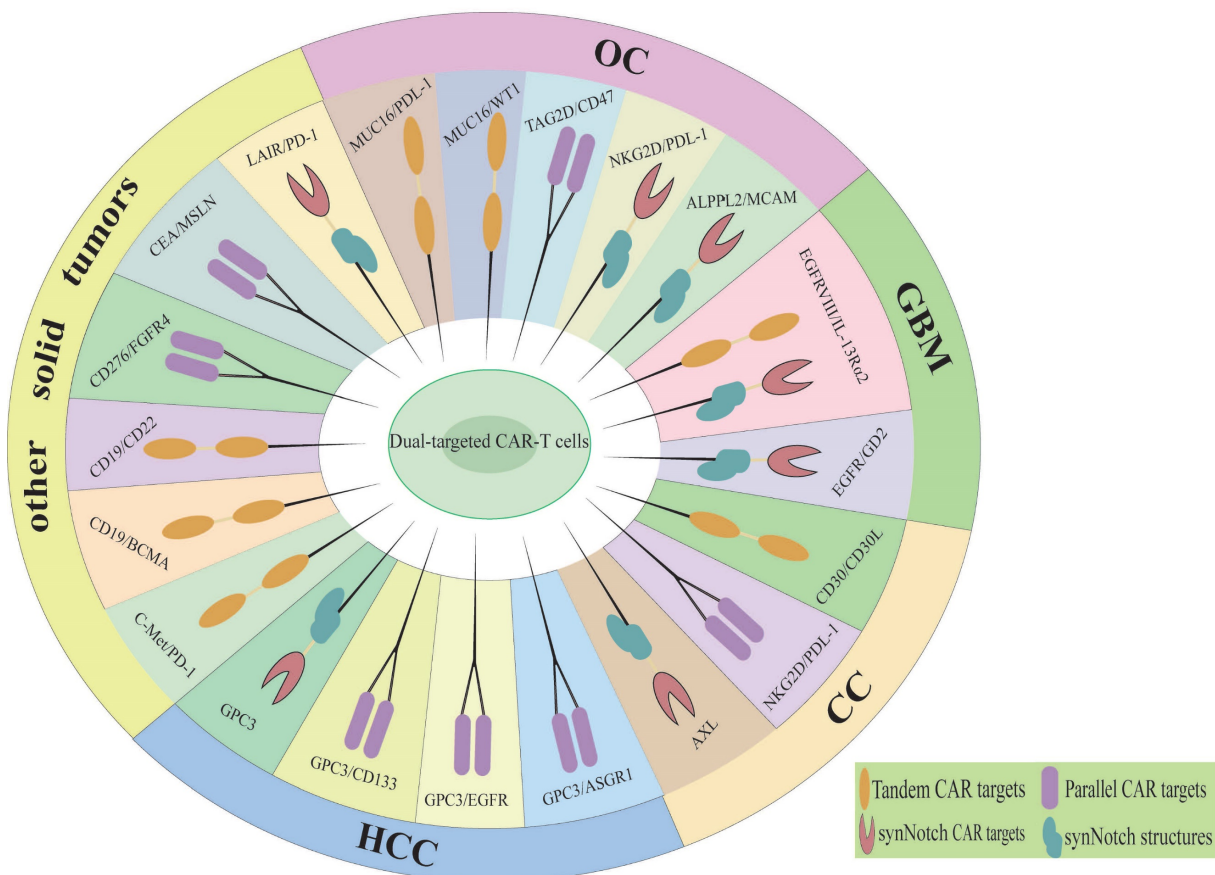 OC
GBM
CC
HCC
other solid tumors
MUC16/PDL-1
MUC16/WT1
TAG2D/CD47
NKG2D/PDL-1
ALPPL2/MCAM
EGFRVIII/IL-13Rα2
EGFR/GD2
CD30/CD30L
NKG2D/PDL-1
AXL
GPC3/ASGR1
GPC3/EGFR
GPC3/CD133
GPC3
C-Met/PD-1
CD19/BCMA
CD19/CD22
CD276/FGFR4
CEA/MSLN
LAIR/PD-1
Dual-targeted CAR-T cells
Tandem CAR targets
Parallel CAR targets
synNotch CAR targets
synNotch structures